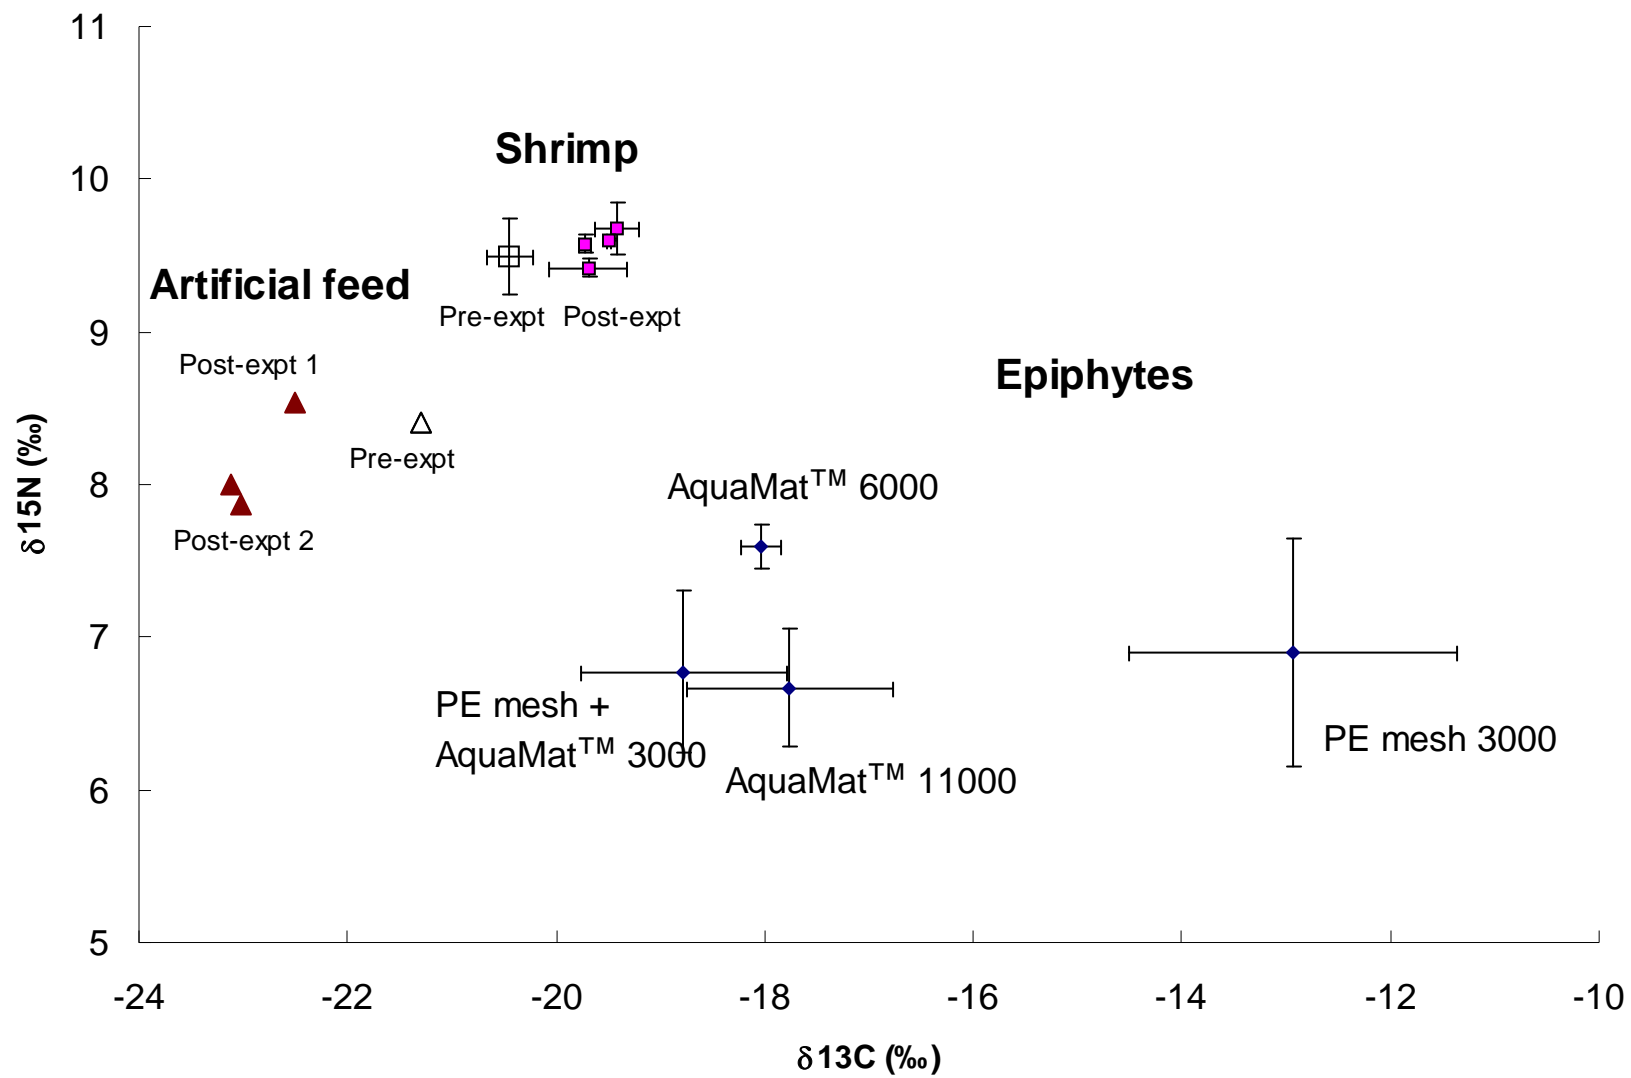 11
10
9
8
7
6
5
δ15N (‰)
Shrimp
Pre-expt
Post-expt
Artificial feed
Post-expt 1
Pre-expt
Post-expt 2
Epiphytes
AquaMat™ 6000
PE mesh +
AquaMat™ 3000
AquaMat™ 11000
PE mesh 3000
-24 -22 -20 -18 -16 -14 -12 -10
δ13C (‰)